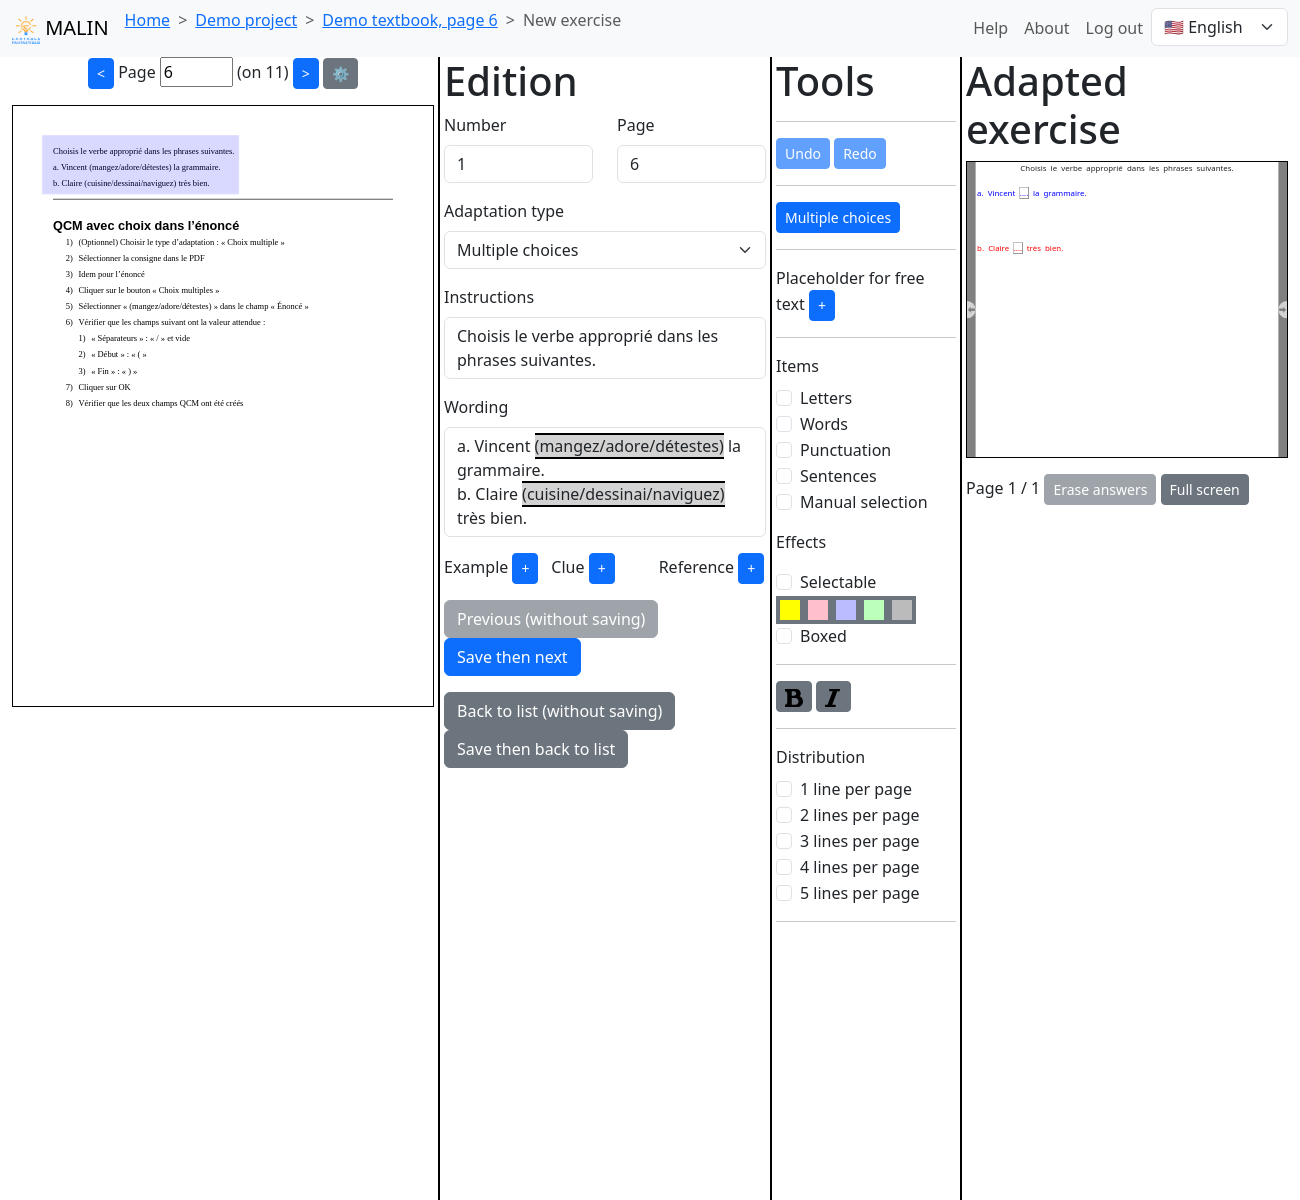 MALIN
Home > Demo project > Demo textbook, page 6 > New exercise
Help About Log out 🇺🇸 English
< Page 6 (on 11) > ⚙️
Choisis le verbe approprié dans les phrases suivantes.
a. Vincent (mangez/adore/détestes) la grammaire.
b. Claire (cuisine/dessinai/naviguez) très bien.
QCM avec choix dans l'énoncé
1) (Optionnel) Choisir le type d'adaptation : « Choix multiple »
2) Sélectionner la consigne dans le PDF
3) Idem pour l'énoncé
4) Cliquer sur le bouton « Choix multiples »
5) Sélectionner « (mangez/adore/détestes) » dans le champ « Énoncé »
6) Vérifier que les champs suivant ont la valeur attendue :
1) « Séparateurs » : « / » et vide
2) « Début » : « ( »
3) « Fin » : « ) »
7) Cliquer sur OK
8) Vérifier que les deux champs QCM ont été créés
Edition
Number Page
1 6
Adaptation type
Multiple choices
Instructions
Choisis le verbe approprié dans les
phrases suivantes.
Wording
a. Vincent (mangez/adore/détestes) la
grammaire.
b. Claire (cuisine/dessinai/naviguez)
très bien.
Example + Clue + Reference +
Previous (without saving)
Save then next
Back to list (without saving)
Save then back to list
Tools
Undo Redo
Multiple choices
Placeholder for free
text +
Items
Letters
Words
Punctuation
Sentences
Manual selection
Effects
Selectable
Boxed
B I
Distribution
1 line per page
2 lines per page
3 lines per page
4 lines per page
5 lines per page
Adapted
exercise
Choisis le verbe approprié dans les phrases suivantes.
a. Vincent .... la grammaire.
b. Claire .... très bien.
Page 1 / 1 Erase answers Full screen